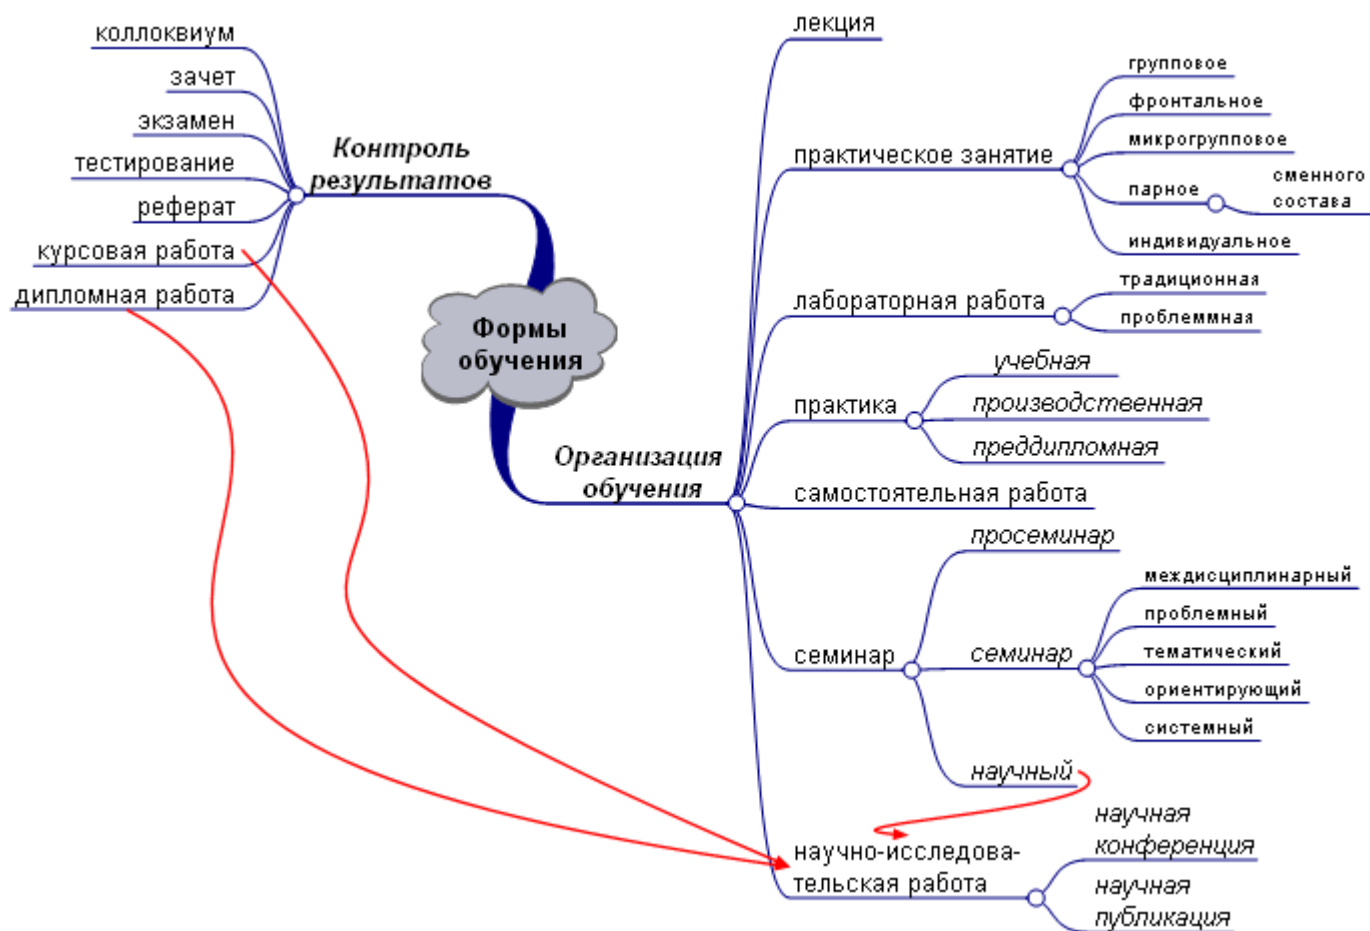 коллоквиум
зачет
экзамен
тестирование
реферат
курсовая работа
дипломная работа
Контроль
результатов
Формы
обучения
Организация
обучения
лекция
практическое занятие
групповое
фронтальное
микрогрупповое
парное
сменного
состава
индивидуальное
лабораторная работа
традиционная
проблеммная
практика
учебная
производственная
преддипломная
самостоятельная работа
семинар
просеминар
семинар
междисциплинарный
проблемный
тематический
ориентирующий
системный
научный
научно-исследова-
тельская работа
научная
конференция
научная
публикация